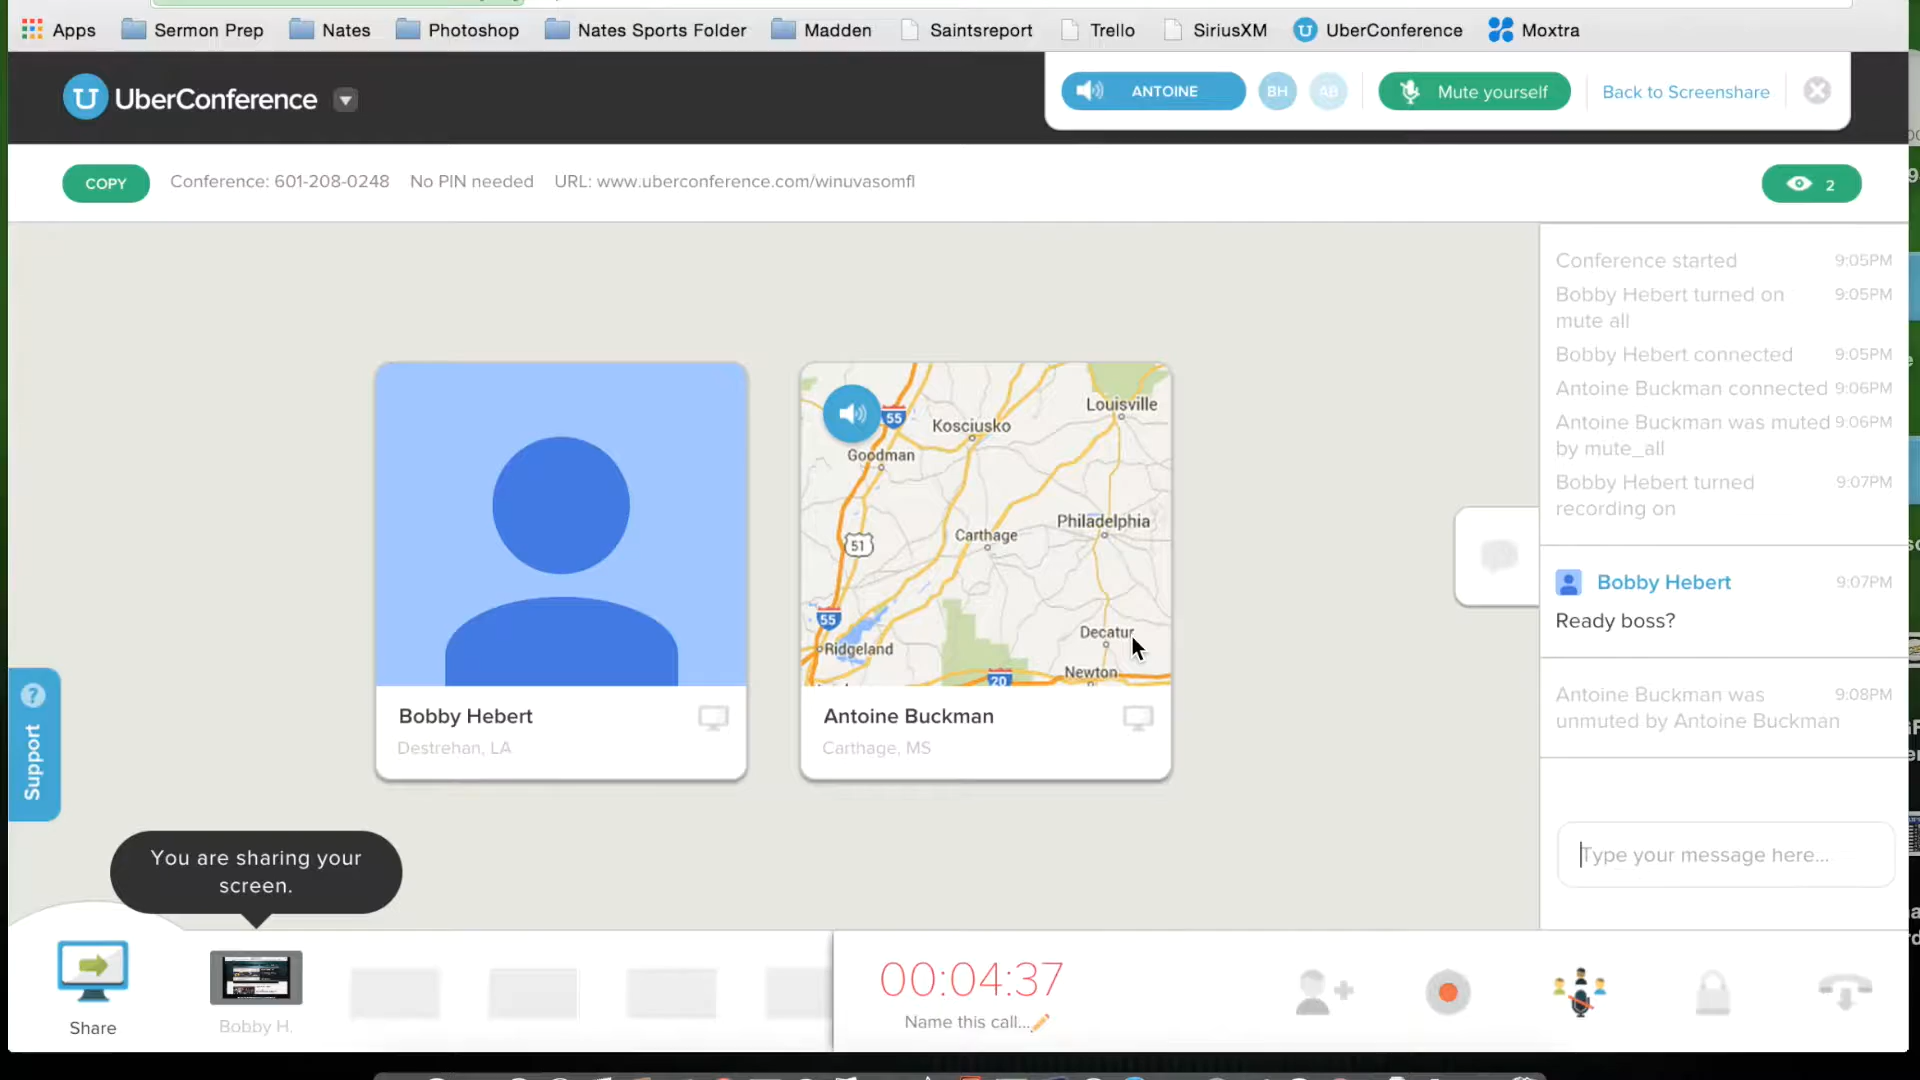 Apps
Sermon Prep
Nates
Photoshop
Nates Sports Folder
Madden
Saintsreport
Trello
SiriusXM
UberConference
Moxtra
UberConference
ANTOINE
BH
AB
Mute yourself
Back to Screenshare
COPY
Conference: 601-208-0248
No PIN needed
URL: www.uberconference.com/winuvasomfl
2
Conference started 9:05PM
Bobby Hebert turned on 9:05PM
mute all
Bobby Hebert connected 9:05PM
Antoine Buckman connected 9:06PM
Antoine Buckman was muted 9:06PM
by mute_all
Bobby Hebert turned 9:07PM
recording on
Bobby Hebert 9:07PM
Ready boss?
Antoine Buckman was 9:08PM
unmuted by Antoine Buckman
Type your message here...
Louisville
55
Kosciusko
Goodman
Philadelphia
Carthage
51
55
Decatur
Ridgeland
Newton
20
Bobby Hebert
Destrehan, LA
Antoine Buckman
Carthage, MS
Support
?
You are sharing your
screen.
Share
Bobby H.
00:04:37
Name this call...